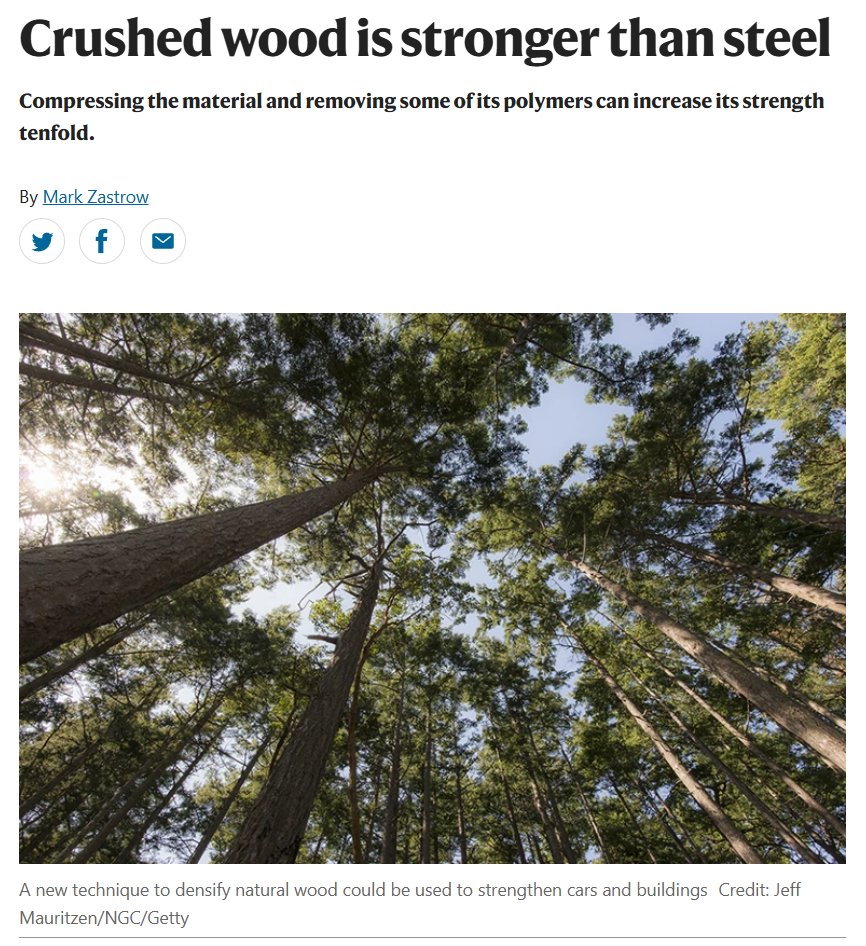 Crushed wood is stronger than steel
Compressing the material and removing some of its polymers can increase its strength
tenfold.
By Mark Zastrow
A new technique to densify natural wood could be used to strengthen cars and buildings Credit: Jeff
Mauritzen/NGC/Getty